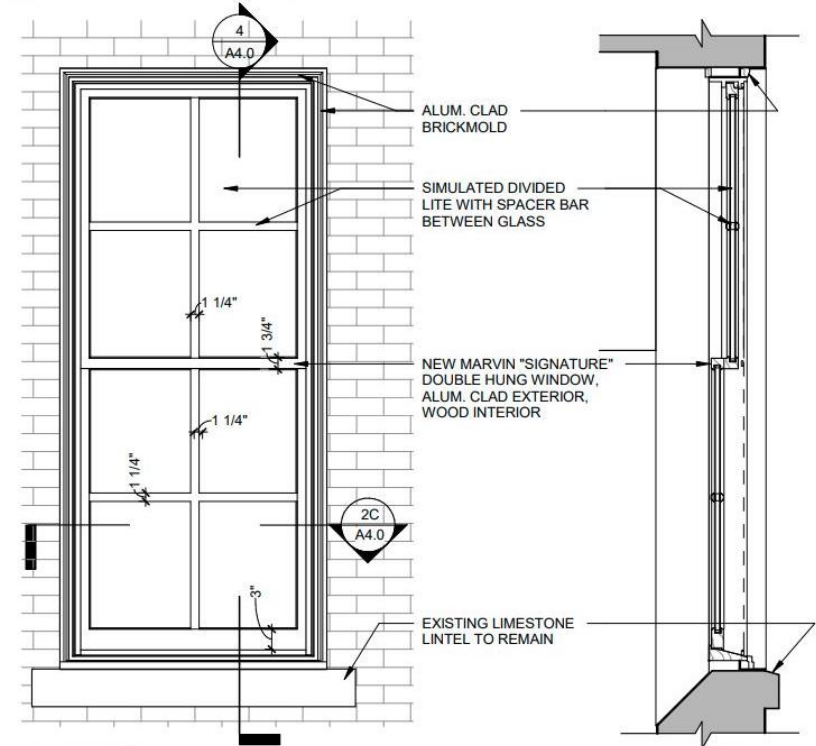 4
A4.0
ALUM. CLAD
BRICKMOLD
SIMULATED DIVIDED
LITE WITH SPACER BAR
BETWEEN GLASS
1 1/4"
1 3/4"
NEW MARVIN "SIGNATURE"
DOUBLE HUNG WINDOW,
ALUM. CLAD EXTERIOR,
WOOD INTERIOR
1 1/4"
1 1/4"
2C
A4.0
3"
EXISTING LIMESTONE
LINTEL TO REMAIN